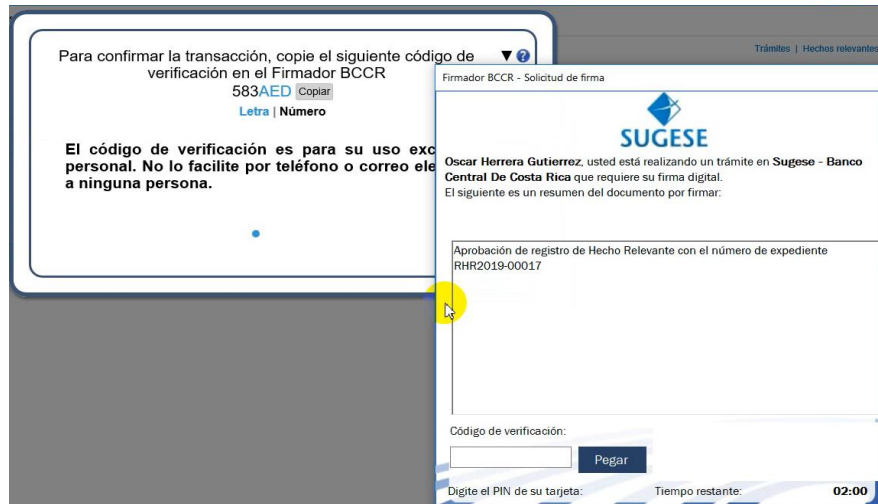 Trámites | Hechos relevantes
Para confirmar la transacción, copie el siguiente código de
verificación en el Firmador BCCR
583AED Copiar
Letra | Número
El código de verificación es para su uso exc
personal. No lo facilite por teléfono o correo ele
a ninguna persona.
Firmador BCCR - Solicitud de firma
SUGESE
Oscar Herrera Gutierrez, usted está realizando un trámite en Sugese - Banco
Central De Costa Rica que requiere su firma digital.
El siguiente es un resumen del documento por firmar:
Aprobación de registro de Hecho Relevante con el número de expediente
RHR2019-00017
Código de verificación:
Pegar
Digite el PIN de su tarjeta: Tiempo restante: 02:00